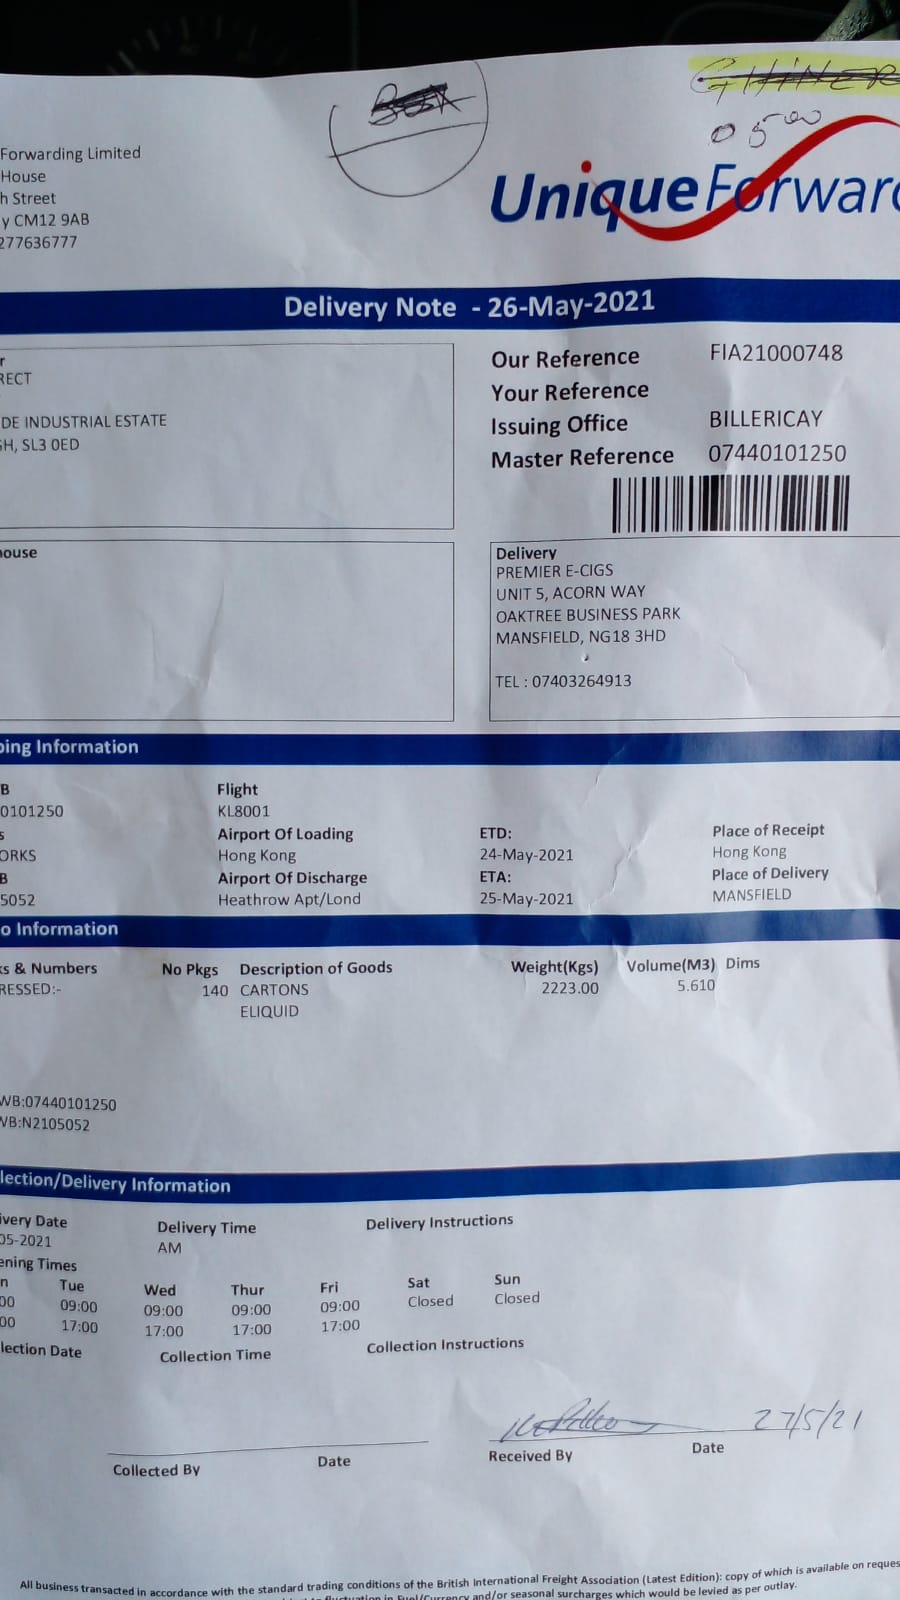 Forwarding Limited
House
h Street
y CM12 9AB
277636777
0500
UniqueForward
Delivery Note - 26-May-2021
r
RECT
DE INDUSTRIAL ESTATE
GH, SL3 0ED
Our Reference FIA21000748
Your Reference
Issuing Office BILLERICAY
Master Reference 07440101250
house
Delivery
PREMIER E-CIGS
UNIT 5, ACORN WAY
OAKTREE BUSINESS PARK
MANSFIELD, NG18 3HD
TEL : 07403264913
ping Information
B Flight
0101250 KL8001
s Airport Of Loading ETD: Place of Receipt
ORKS Hong Kong 24-May-2021 Hong Kong
B Airport Of Discharge ETA: Place of Delivery
5052 Heathrow Apt/Lond 25-May-2021 MANSFIELD
o Information
ks & Numbers No Pkgs Description of Goods Weight(Kgs) Volume(M3) Dims
RESSED:- 140 CARTONS 2223.00 5.610
ELIQUID
WB:07440101250
WB:N2105052
llection/Delivery Information
ivery Date Delivery Time Delivery Instructions
05-2021 AM
ening Times
n Tue Wed Thur Fri Sat Sun
00 09:00 09:00 09:00 09:00 Closed Closed
00 17:00 17:00 17:00 17:00
llection Date Collection Time Collection Instructions
27/5/21
Collected By Date Received By Date
All business transacted in accordance with the standard trading conditions of the British International Freight Association (Latest Edition): copy of which is available on reques
fluctuation in Fuel/Currency and/or seasonal surcharges which would be levied as per outlay.